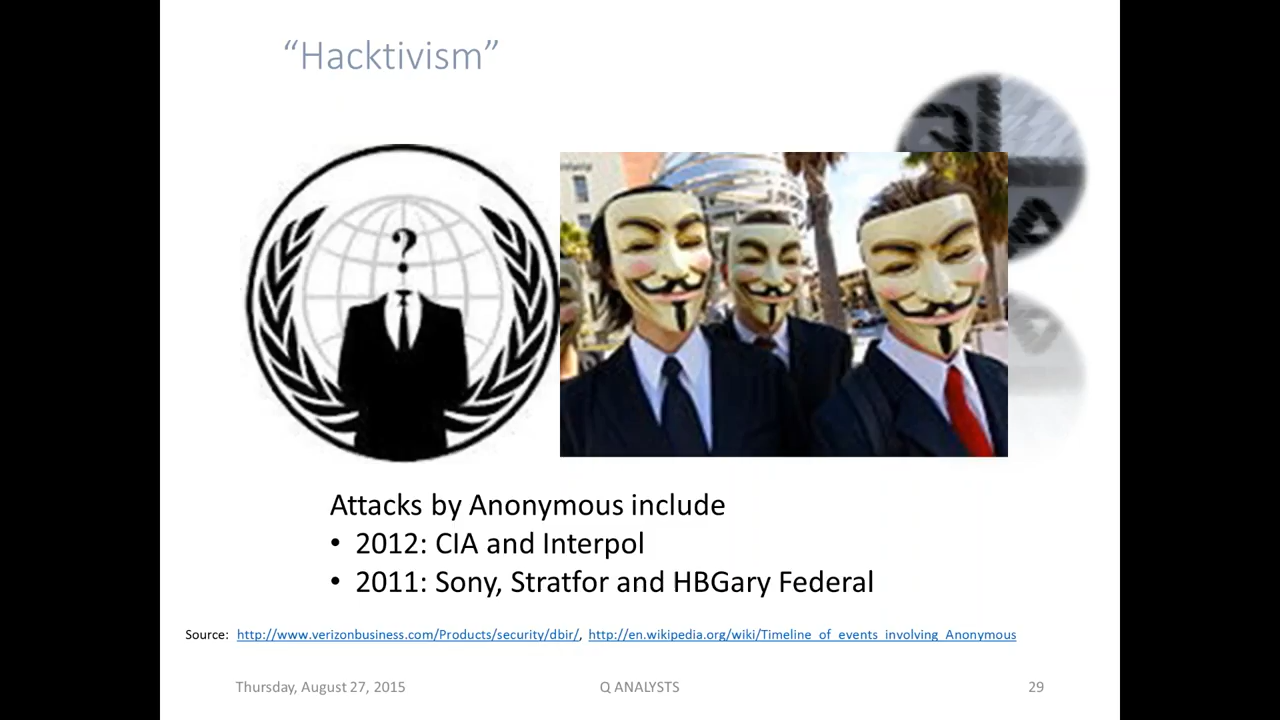 “Hacktivism”
?
Attacks by Anonymous include
• 2012: CIA and Interpol
• 2011: Sony, Stratfor and HBGary Federal
Source: http://www.verizonbusiness.com/Products/security/dbir/, http://en.wikipedia.org/wiki/Timeline_of_events_involving_Anonymous
Thursday, August 27, 2015
Q ANALYSTS
29